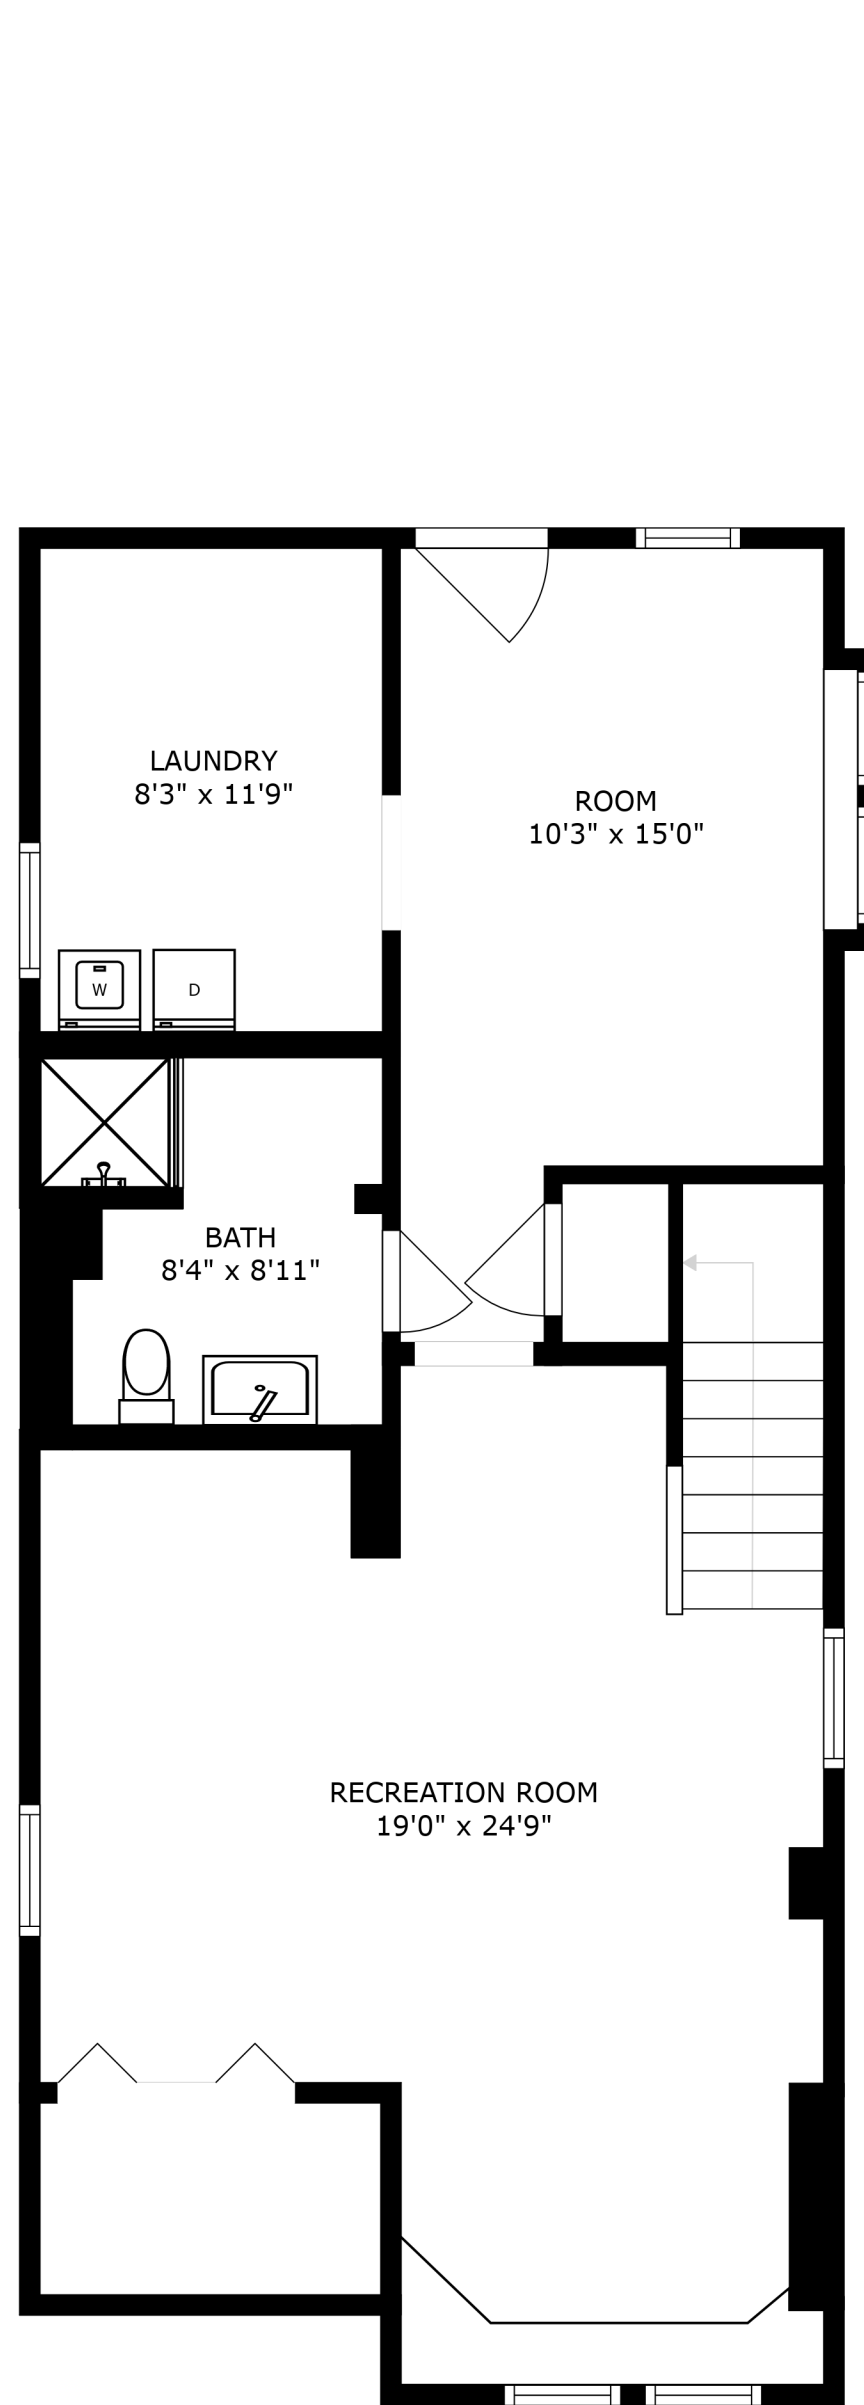 LAUNDRY
8'3" x 11'9"
ROOM
10'3" x 15'0"
W
D
BATH
8'4" x 8'11"
RECREATION ROOM
19'0" x 24'9"